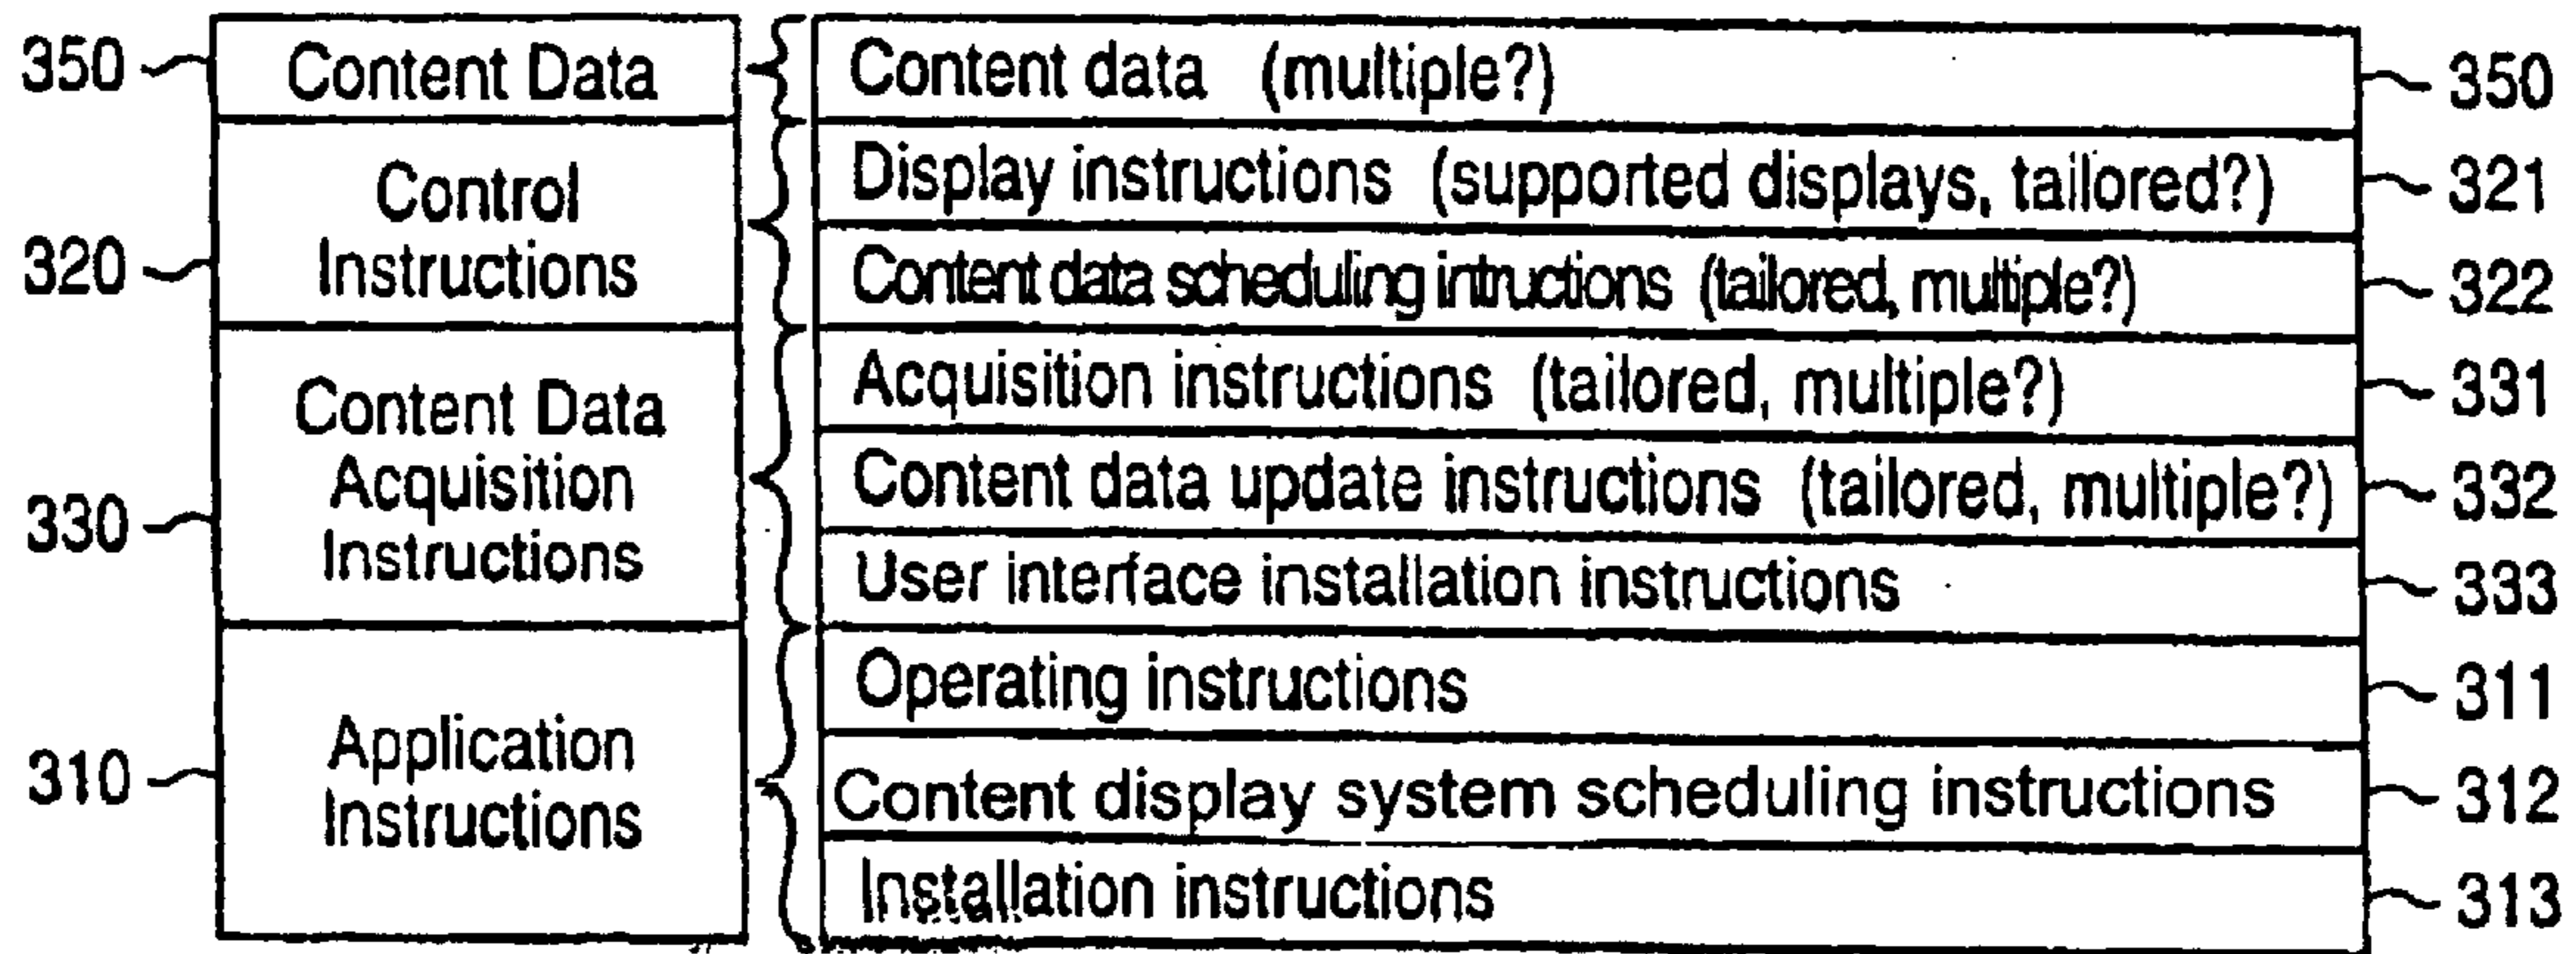 350
Content Data
320
Control
Instructions
330
Content Data
Acquisition
Instructions
310
Application
Instructions
Content data (multiple?)
350
Display instructions (supported displays, tailored?)
321
Content data scheduling intructions (tailored, multiple?)
322
Acquisition instructions (tailored, multiple?)
331
Content data update instructions (tailored, multiple?)
332
User interface installation instructions
333
Operating instructions
311
Content display system scheduling instructions
312
Installation instructions
313